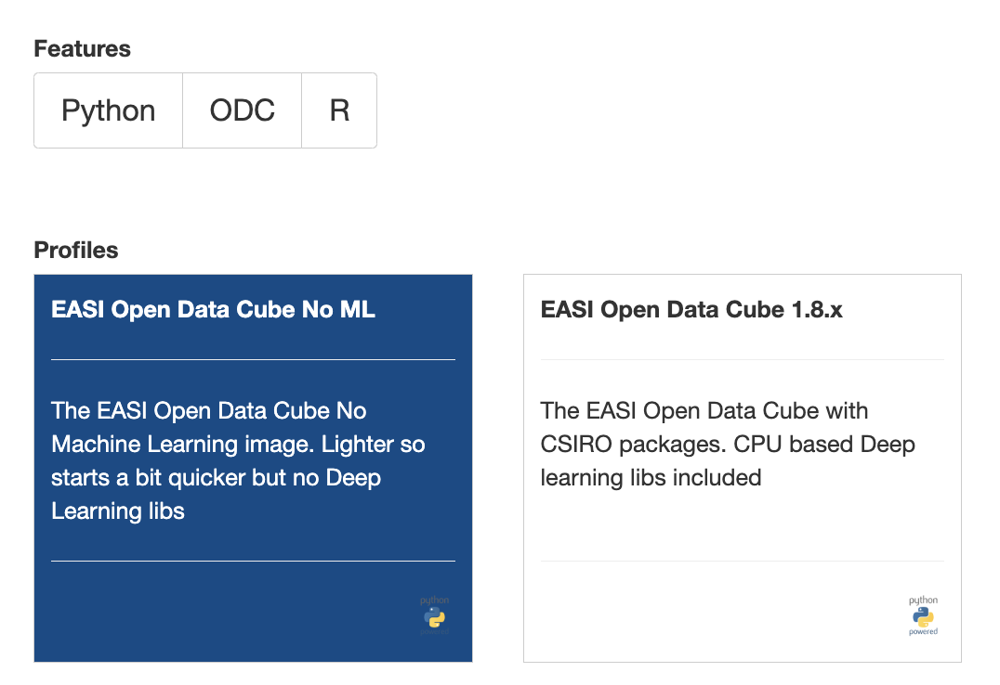 Features
Python ODC R
Profiles
EASI Open Data Cube No ML
The EASI Open Data Cube No
Machine Learning image. Lighter so
starts a bit quicker but no Deep
Learning libs
python
powered
EASI Open Data Cube 1.8.x
The EASI Open Data Cube with
CSIRO packages. CPU based Deep
learning libs included
python
powered